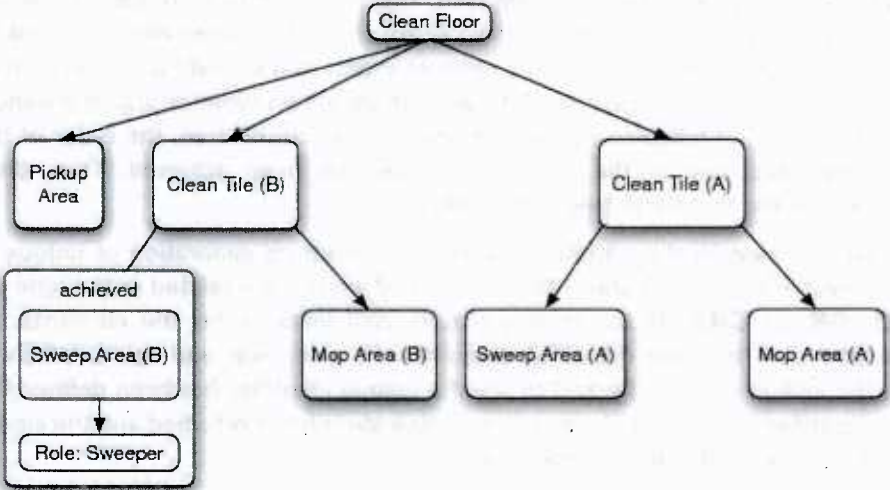 Clean Floor
Pickup
Area
Clean Tile (B)
Clean Tile (A)
achieved
Sweep Area (B)
Mop Area (B)
Sweep Area (A)
Mop Area (A)
Role: Sweeper